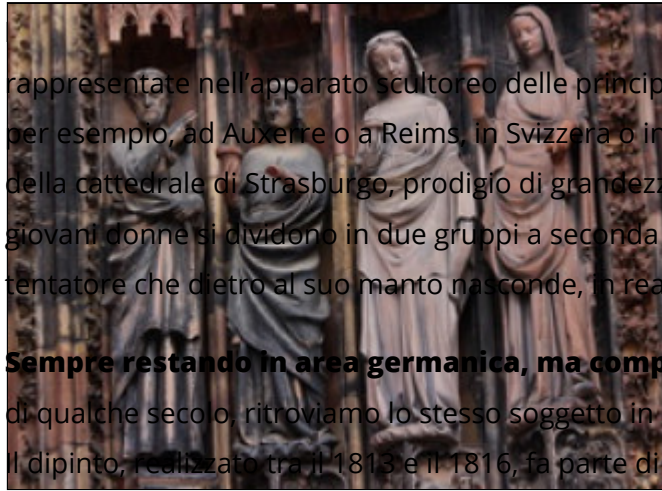 rappresentate nell'apparato scultoreo delle princip
per esempio, ad Auxerre o a Reims, in Svizzera o in
della cattedrale di Strasburgo, prodigio di grandezz
giovani donne si dividono in due gruppi a seconda
tentatore che dietro al suo manto nasconde, in rea
Sempre restando in area germanica, ma comp
di qualche secolo, ritroviamo lo stesso soggetto in
Il dipinto, realizzato tra il 1813 e il 1816, fa parte di